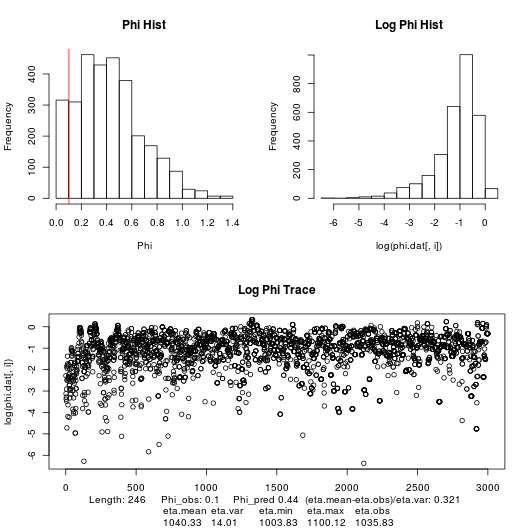 Phi Hist
Log Phi Hist
Frequency
0 100 200 300 400
0.0 0.2 0.4 0.6 0.8 1.0 1.2 1.4
Phi
Frequency
0 200 400 600 800
-6 -5 -4 -3 -2 -1 0
log(phi.dat[, i])
Log Phi Trace
log(phi.dat[, i])
0
-1
-2
-3
-4
-5
-6
0 500 1000 1500 2000 2500 3000
Length: 246 Phi_obs: 0.1 Phi_pred 0.44 (eta.mean-eta.obs)/eta.var: 0.321
eta.mean eta.var eta.min eta.max eta.obs
1040.33 14.01 1003.83 1100.12 1035.83